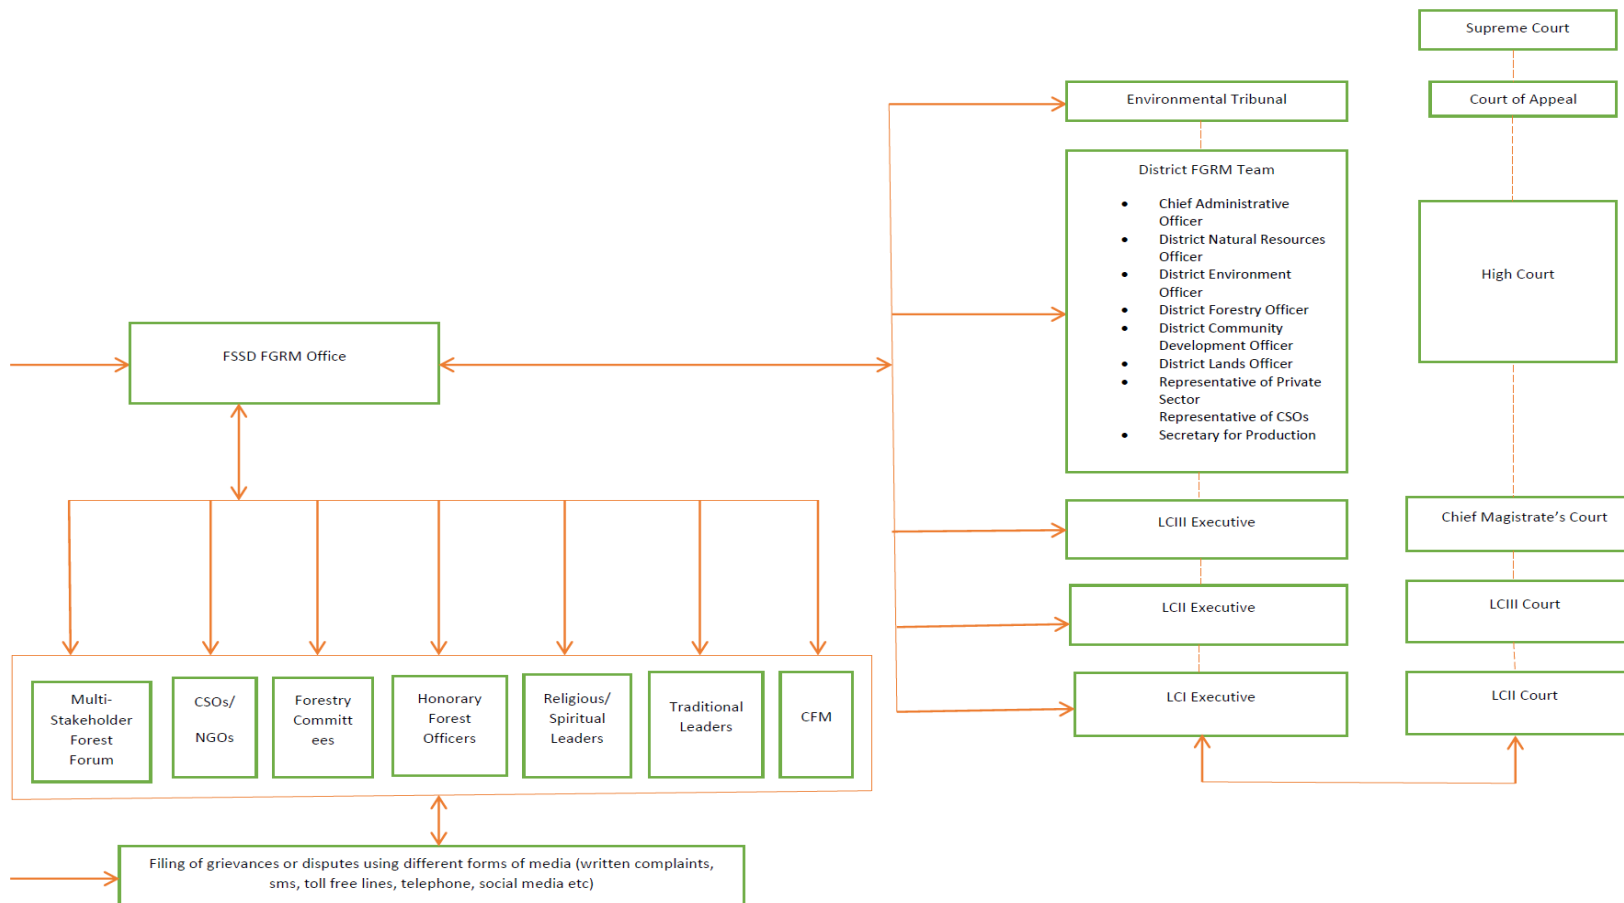 Supreme Court
Environmental Tribunal
Court of Appeal
District FGRM Team
• Chief Administrative
Officer
• District Natural Resources
Officer
• District Environment
Officer
• District Forestry Officer
• District Community
Development Officer
• District Lands Officer
• Representative of Private
Sector
Representative of CSOs
• Secretary for Production
High Court
FSSD FGRM Office
LCIII Executive
Chief Magistrate's Court
LCII Executive
LCIII Court
LCI Executive
LCII Court
Multi-
Stakeholder
Forest
Forum
CSOs/
NGOs
Forestry
Committ
ees
Honorary
Forest
Officers
Religious/
Spiritual
Leaders
Traditional
Leaders
CFM
Filing of grievances or disputes using different forms of media (written complaints,
sms, toll free lines, telephone, social media etc)